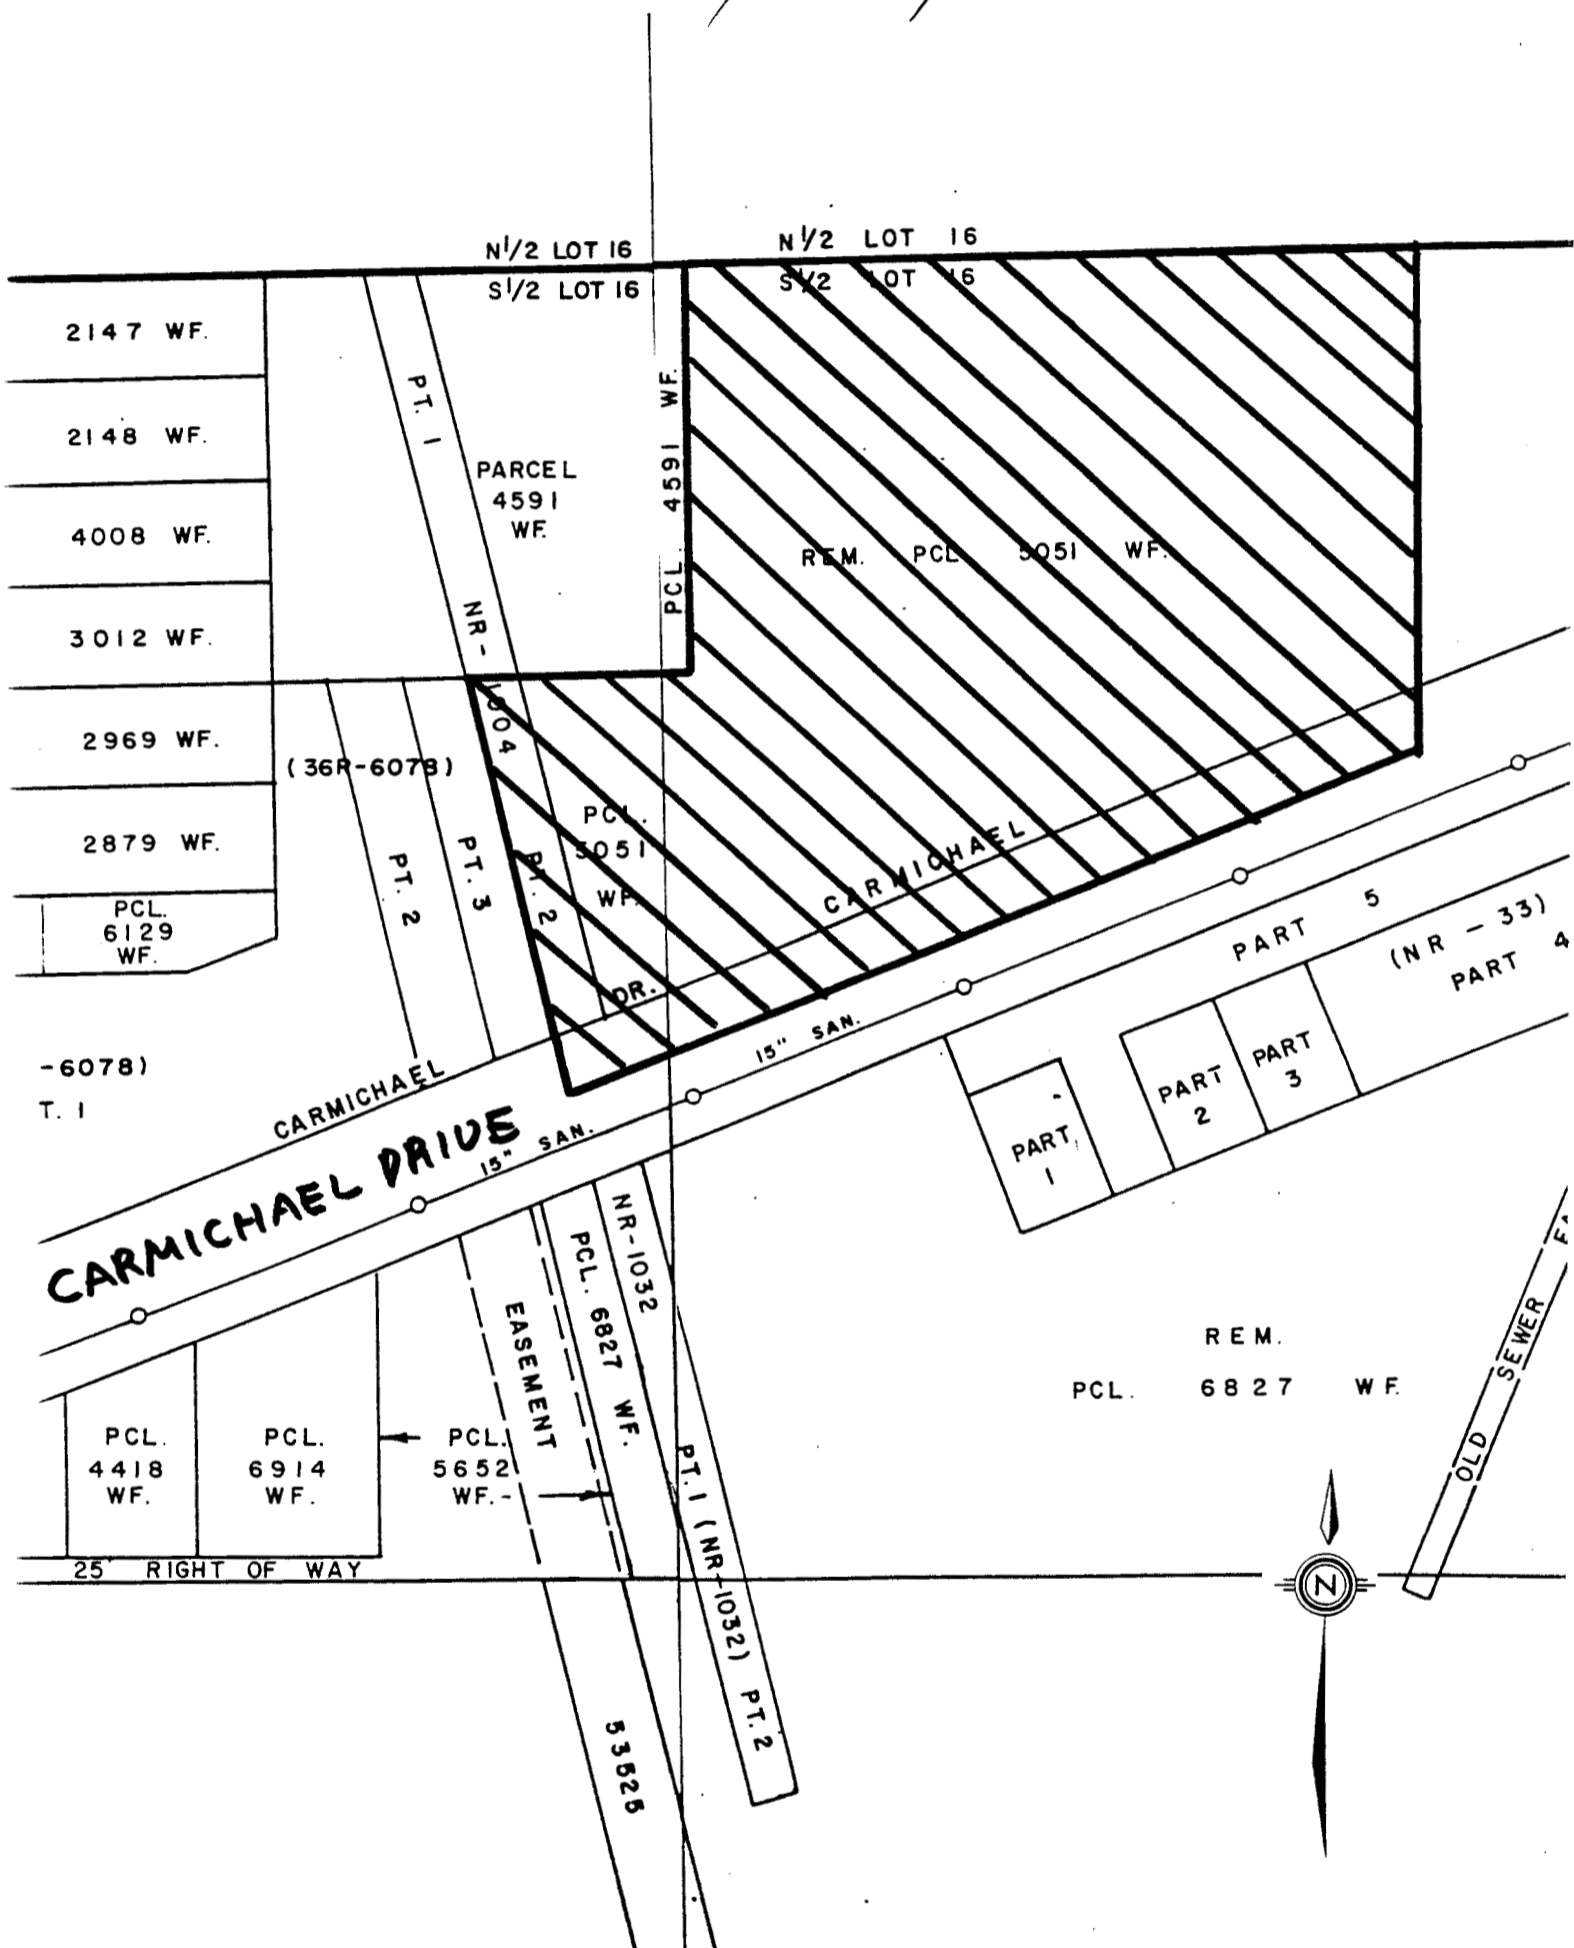 N 1/2 LOT 16
N 1/2 LOT 16
S 1/2 LOT 16
S 1/2 LOT 16
2147 WF.
2148 WF.
4008 WF.
3012 WF.
2969 WF.
2879 WF.
PCL.
6129
WF.
PT. 1
NR-1004
PT. 2
PARCEL
4591
WF.
PCL. 4591 WF.
REM. PCL 5051 WF.
(36R-6078)
PT. 2
PT. 3
PCL.
5051
WF.
CARMICHAEL
DR.
-6078)
T. 1
CARMICHAEL
CARMICHAEL DRIVE
15" SAN.
15" SAN.
PART 5
(NR - 33)
PART 4
PART
1
PART
2
PART
3
NR-1032
PCL. 6827 WF.
EASEMENT
PT. 1 (NR-1032) PT. 2
REM.
PCL. 6827 WF.
OLD SEWER EA
PCL.
4418
WF.
PCL.
6914
WF.
PCL.
5652
WF.-
25' RIGHT OF WAY
N
53525